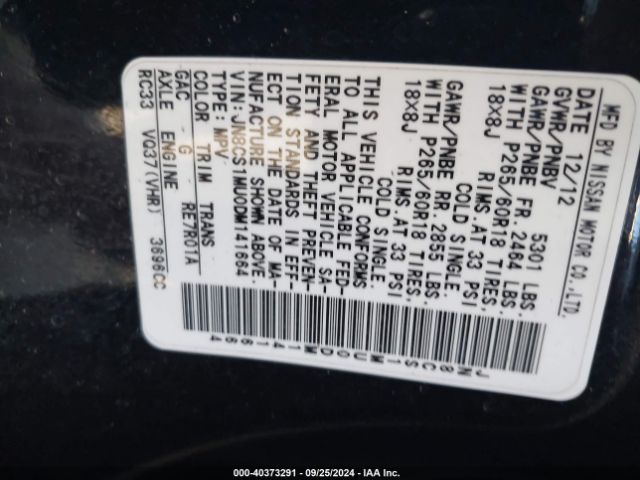 MFD BY NISSAN MOTOR CO.,LTD.
DATE 12/12
GVWR/PNBV 5301 LBS.
GAWR/PNBE FR. 2464 LBS.
WITH P265/60R18 TIRES,
18X8J RIMS AT 33 PSI
COLD SINGLE.
GAWR/PNBE RR. 2855 LBS.
WITH P265/60R18 TIRES,
18X8J RIMS AT 33 PSI
COLD SINGLE.
THIS VEHICLE CONFORMS
TO ALL APPLICABLE FED-
ERAL MOTOR VEHICLE SA-
FETY AND THEFT PREVEN-
TION STANDARDS IN EFF-
ECT ON THE DATE OF MA-
NUFACTURE SHOWN ABOVE.
VIN: JN8CS1MU0DM141664
TYPE: MPV
COLOR TRIM TRANS
GAC G RE7R01A
AXLE ENGINE
RC33 VQ37(VHR) 3696CC
JN8CS1MU0DM141664
000-40373291 - 09/25/2024 - IAA Inc.